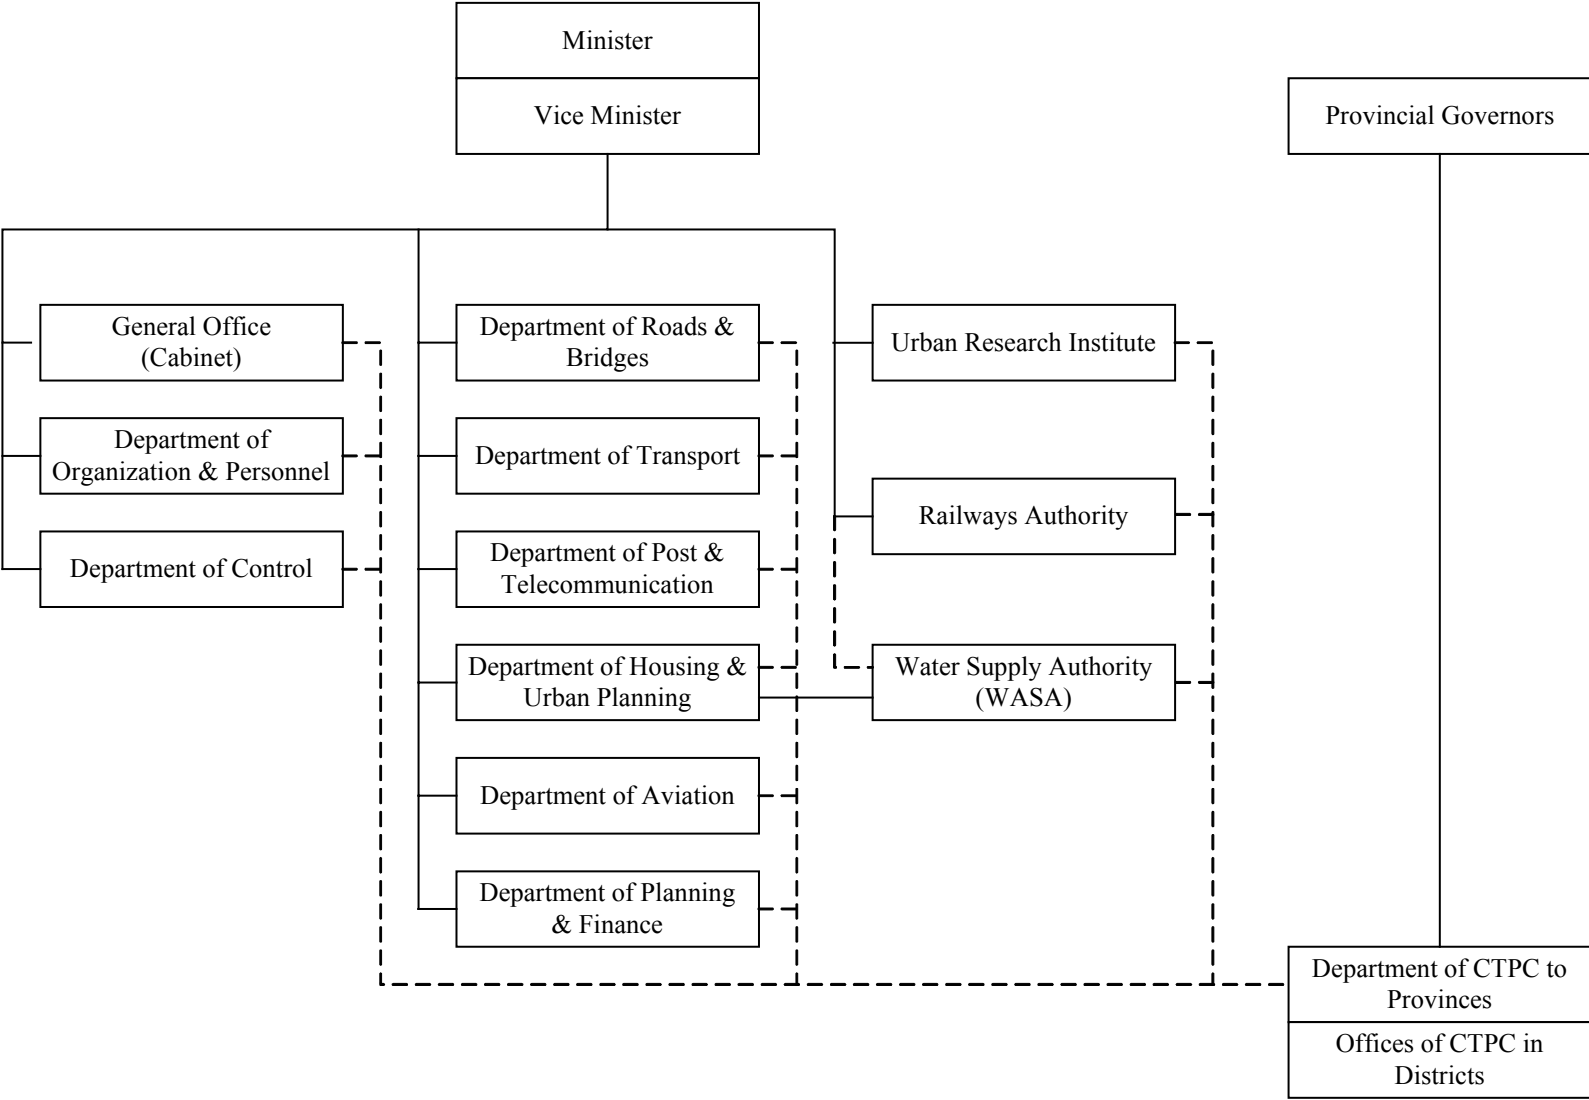 Minister
Vice Minister
Provincial Governors
General Office
(Cabinet)
Department of
Organization & Personnel
Department of Control
Department of Roads &
Bridges
Department of Transport
Department of Post &
Telecommunication
Department of Housing &
Urban Planning
Department of Aviation
Department of Planning
& Finance
Urban Research Institute
Railways Authority
Water Supply Authority
(WASA)
Department of CTPC to
Provinces
Offices of CTPC in
Districts